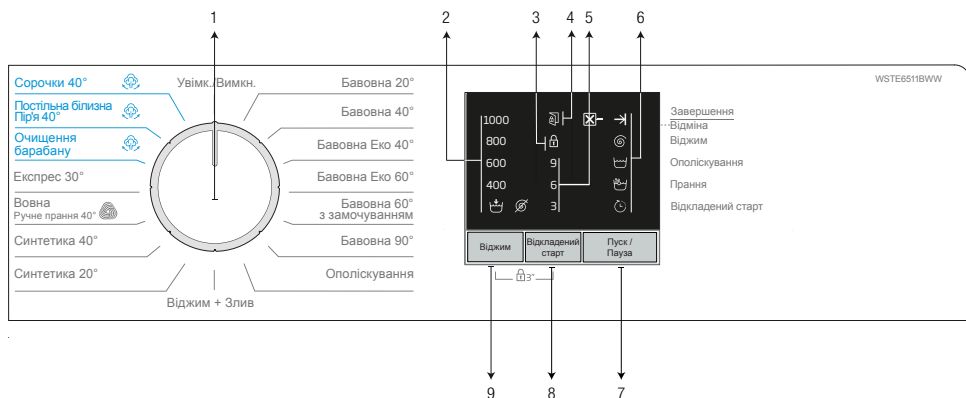 1
2
3
4
5
6
Сорочки 40°
Постільна білизна
Пір'я 40°
Очищення
барабану
Експрес 30°
Вовна
Ручне прання 40°
Синтетика 40°
Синтетика 20°
Увімк./Вимкн.
Бавовна 20°
Бавовна 40°
Бавовна Еко 40°
Бавовна Еко 60°
Бавовна 60°
з замочуванням
Бавовна 90°
Ополіскування
Віджим + Злив
1000
800
600
400
9
6
3
WSTE6511BWW
Завершення
Відміна
Віджим
Ополіскування
Прання
Відкладений старт
Віджим
Відкладений
старт
Пуск /
Пауза
3"
9
8
7